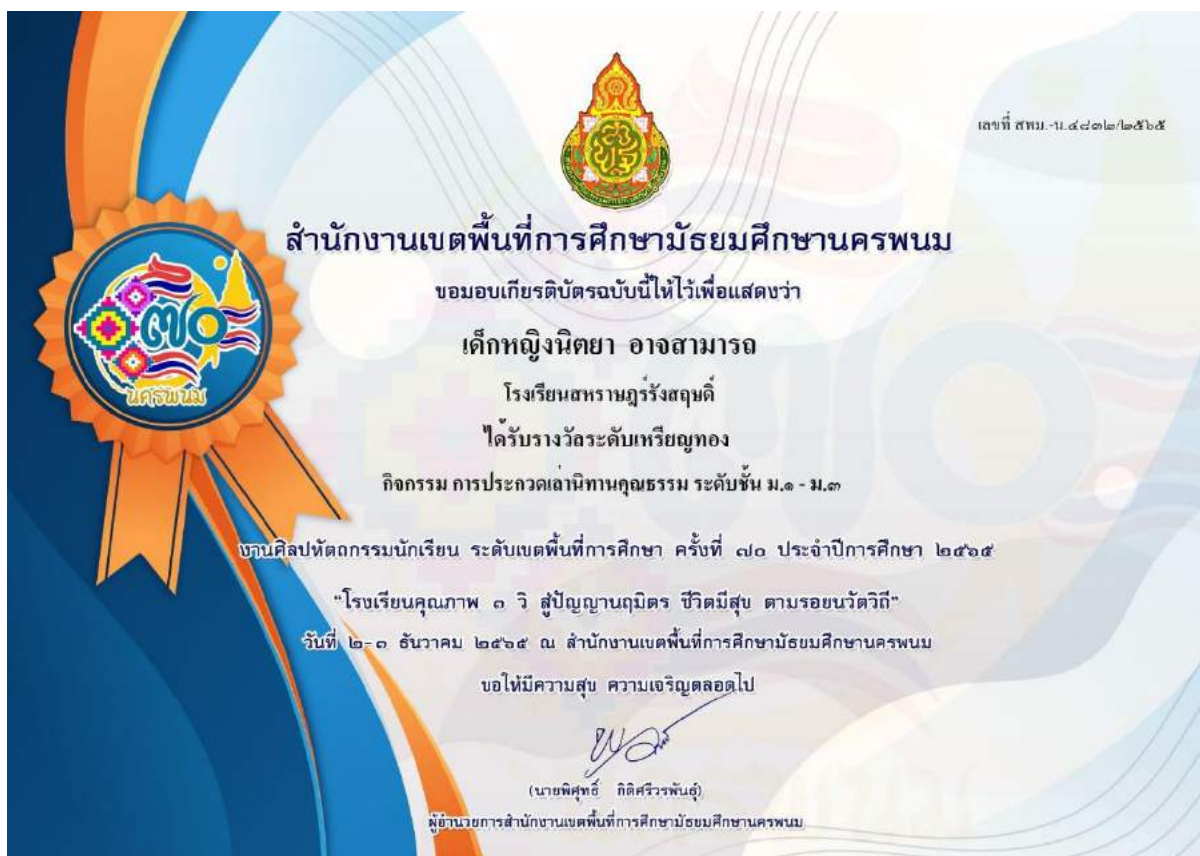 เลขที่ สพม.-น.๔๘๓๒/๒๕๖๕
สำนักงานเขตพื้นที่การศึกษามัธยมศึกษานครพนม
ขอมอบเกียรติบัตรฉบับนี้ให้ไว้เพื่อแสดงว่า
เด็กหญิงนิตยา อาจสามารถ
โรงเรียนสหราษฎร์รังสฤษดิ์
ได้รับรางวัลระดับเหรียญทอง
กิจกรรม การประกวดเล่านิทานคุณธรรม ระดับชั้น ม.๑ - ม.๓
๗๐
นครพนม
งานศิลปหัตถกรรมนักเรียน ระดับเขตพื้นที่การศึกษา ครั้งที่ ๗๐ ประจำปีการศึกษา ๒๕๖๕
"โรงเรียนคุณภาพ ๓ วิ สู่ปัญญานฤมิตร ชีวิตมีสุข ตามรอยนวัตวิถี"
วันที่ ๒-๓ ธันวาคม ๒๕๖๕ ณ สำนักงานเขตพื้นที่การศึกษามัธยมศึกษานครพนม
ขอให้มีความสุข ความเจริญตลอดไป
(นายพิศุทธิ์ กิติศรีวรพันธุ์)
ผู้อำนวยการสำนักงานเขตพื้นที่การศึกษามัธยมศึกษานครพนม